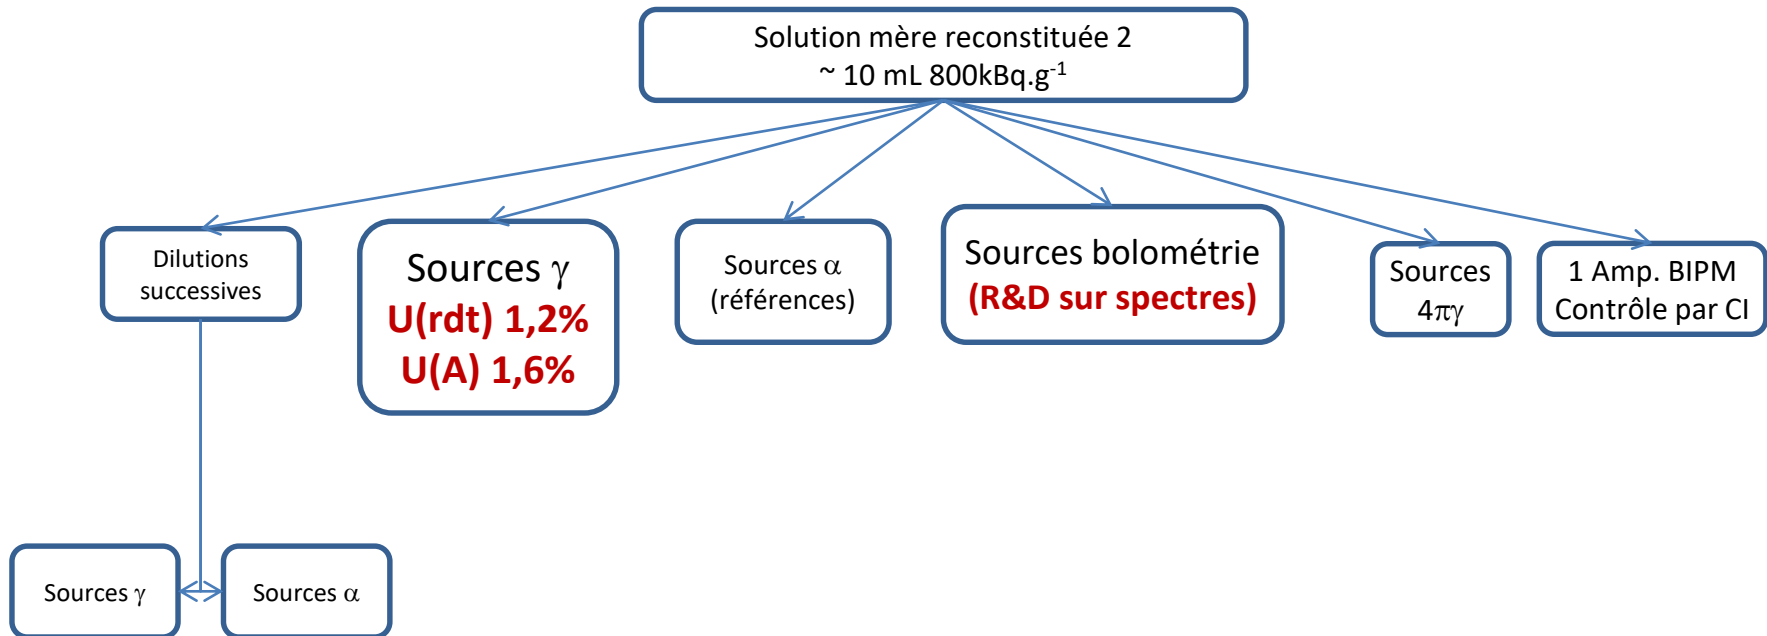 Solution mère reconstituée 2
~ 10 mL 800kBq.g⁻¹
Dilutions
successives
Sources γ
U(rdt) 1,2%
U(A) 1,6%
Sources α
(références)
Sources bolométrie
(R&D sur spectres)
Sources
4πγ
1 Amp. BIPM
Contrôle par CI
Sources γ
Sources α